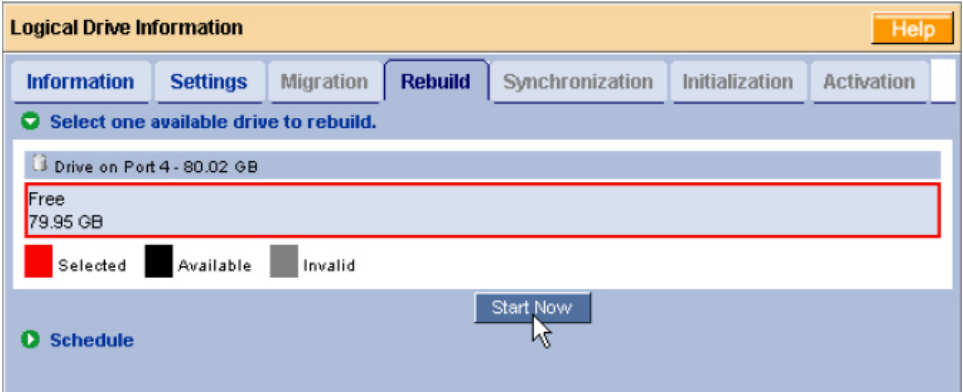 Logical Drive Information
Help
Information Settings Migration Rebuild Synchronization Initialization Activation
Select one available drive to rebuild.
Drive on Port 4 - 80.02 GB
Free
79.95 GB
Selected Available Invalid
Start Now
Schedule